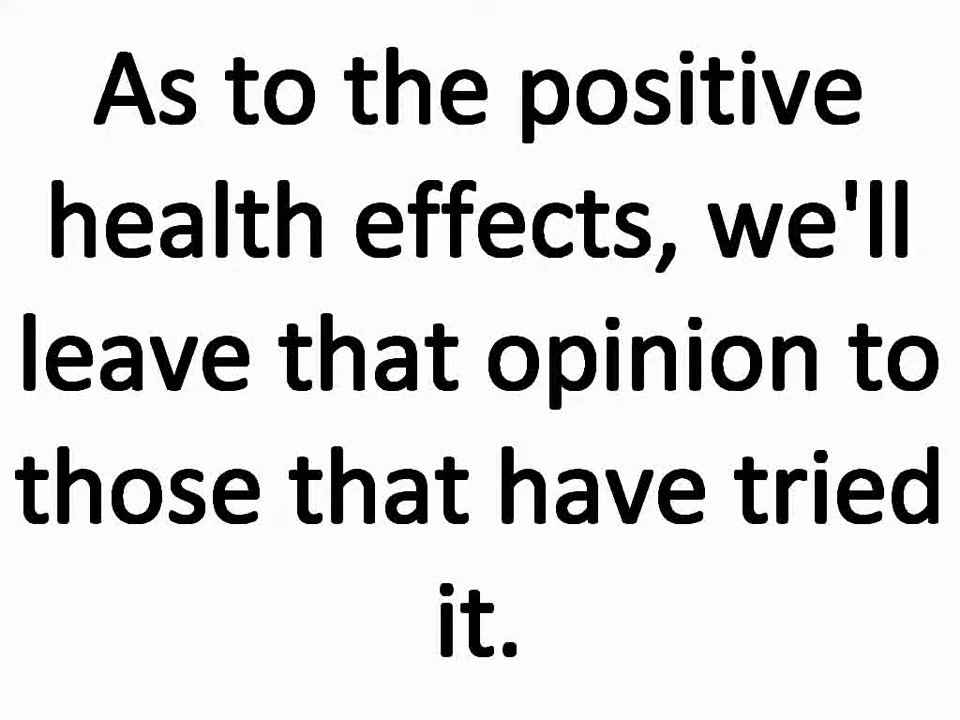 As to the positive
health effects, we'll
leave that opinion to
those that have tried
it.